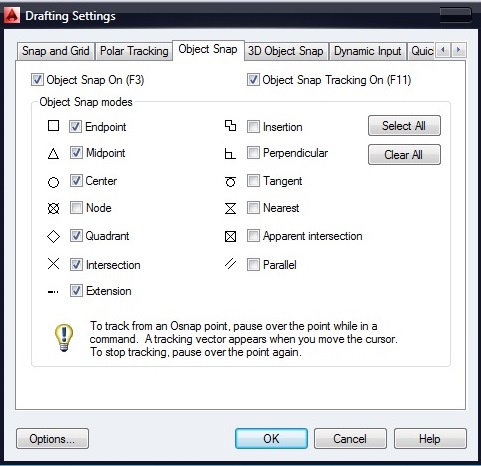 Drafting Settings
Snap and Grid Polar Tracking Object Snap 3D Object Snap Dynamic Input Quic
Object Snap On (F3) Object Snap Tracking On (F11)
Object Snap modes
Endpoint Insertion Select All
Midpoint Perpendicular Clear All
Center Tangent
Node Nearest
Quadrant Apparent intersection
Intersection Parallel
Extension
To track from an Osnap point, pause over the point while in a
command. A tracking vector appears when you move the cursor.
To stop tracking, pause over the point again.
Options... OK Cancel Help